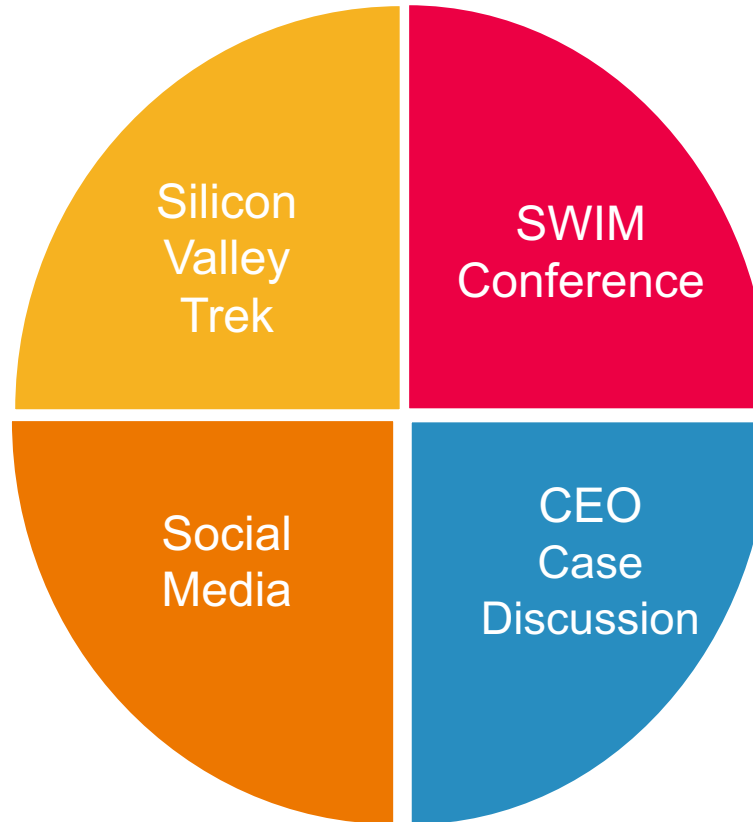 Silicon
Valley
Trek
SWIM
Conference
Social
Media
CEO
Case
Discussion